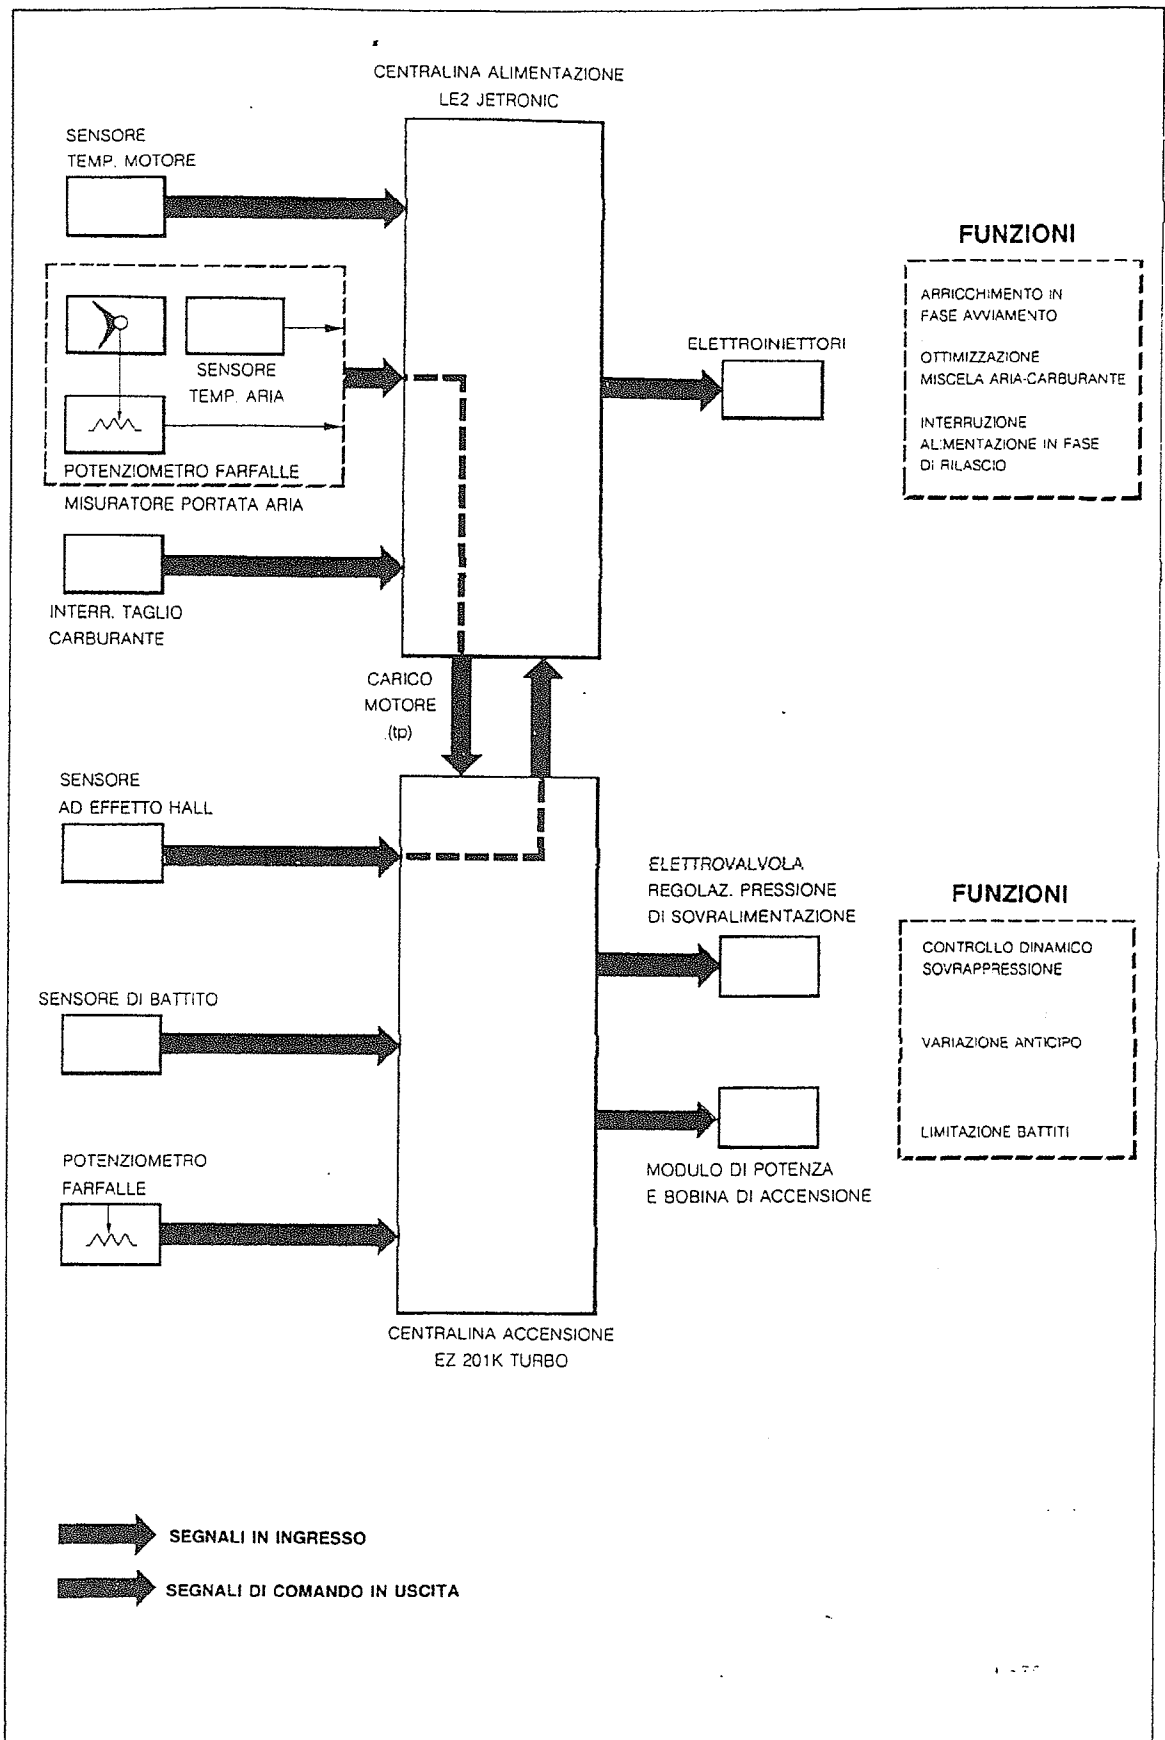 CENTRALINA ALIMENTAZIONE
LE2 JETRONIC
SENSORE
TEMP. MOTORE
SENSORE
TEMP. ARIA
POTENZIOMETRO FARFALLE
MISURATORE PORTATA ARIA
INTERR. TAGLIO
CARBURANTE
ELETTROINIETTORI
FUNZIONI
ARRICCHIMENTO IN
FASE AVVIAMENTO
OTTIMIZZAZIONE
MISCELA ARIA-CARBURANTE
INTERRUZIONE
ALIMENTAZIONE IN FASE
DI RILASCIO
CARICO
MOTORE
(tp)
SENSORE
AD EFFETTO HALL
SENSORE DI BATTITO
POTENZIOMETRO
FARFALLE
ELETTROVALVOLA
REGOLAZ. PRESSIONE
DI SOVRALIMENTAZIONE
MODULO DI POTENZA
E BOBINA DI ACCENSIONE
FUNZIONI
CONTROLLO DINAMICO
SOVRAPPRESSIONE
VARIAZIONE ANTICIPO
LIMITAZIONE BATTITI
CENTRALINA ACCENSIONE
EZ 201K TURBO
SEGNALI IN INGRESSO
SEGNALI DI COMANDO IN USCITA